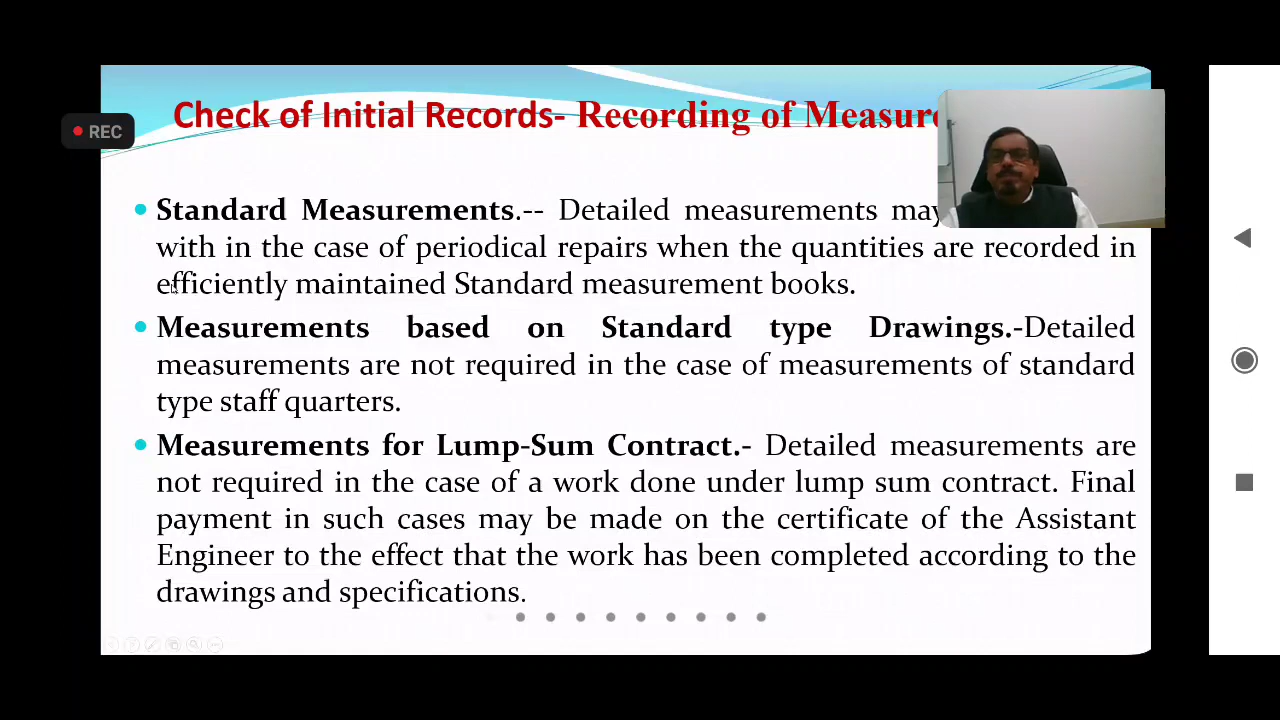 Check of Initial Records- Recording of Measure
REC
Standard Measurements.-- Detailed measurements may
with in the case of periodical repairs when the quantities are recorded in
efficiently maintained Standard measurement books.
Measurements based on Standard type Drawings.-Detailed
measurements are not required in the case of measurements of standard
type staff quarters.
Measurements for Lump-Sum Contract.- Detailed measurements are
not required in the case of a work done under lump sum contract. Final
payment in such cases may be made on the certificate of the Assistant
Engineer to the effect that the work has been completed according to the
drawings and specifications.